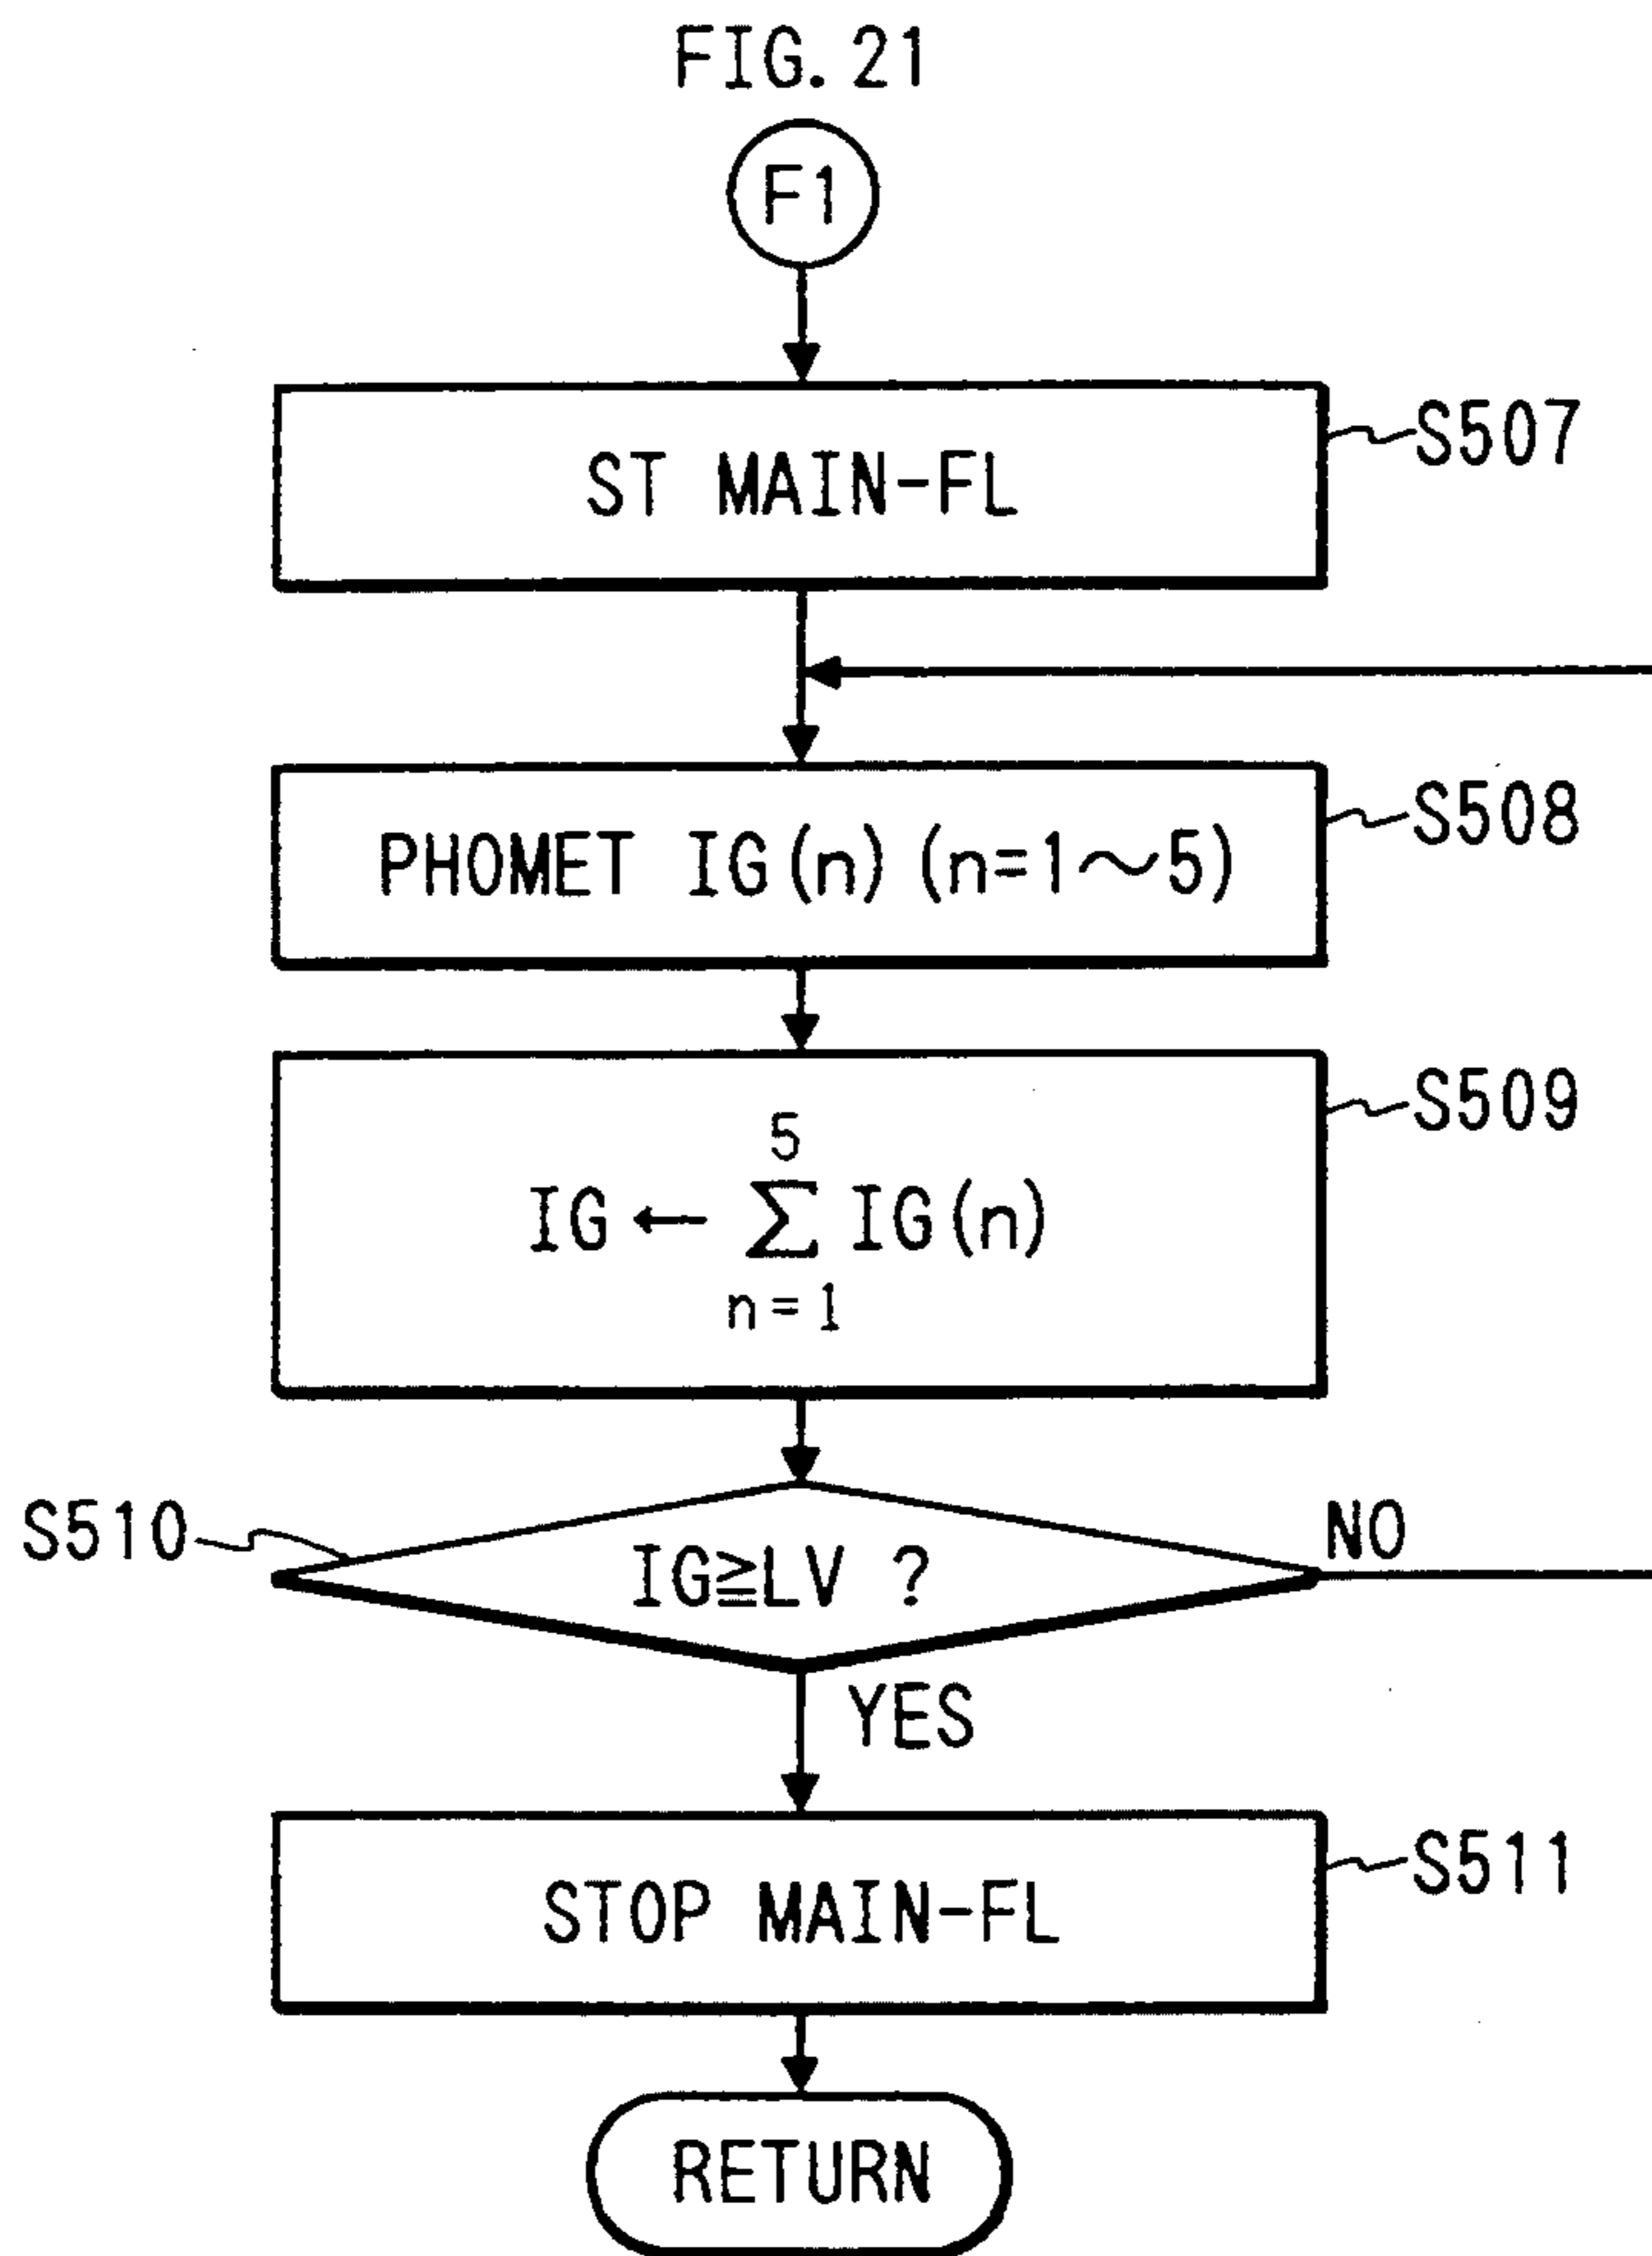 FIG. 21
F1
ST MAIN-FL
S507
PHOMET IG(n) (n=1～5)
S508
5
IG ← Σ IG(n)
n=1
S509
S510
IG≧LV ?
NO
YES
STOP MAIN-FL
S511
RETURN